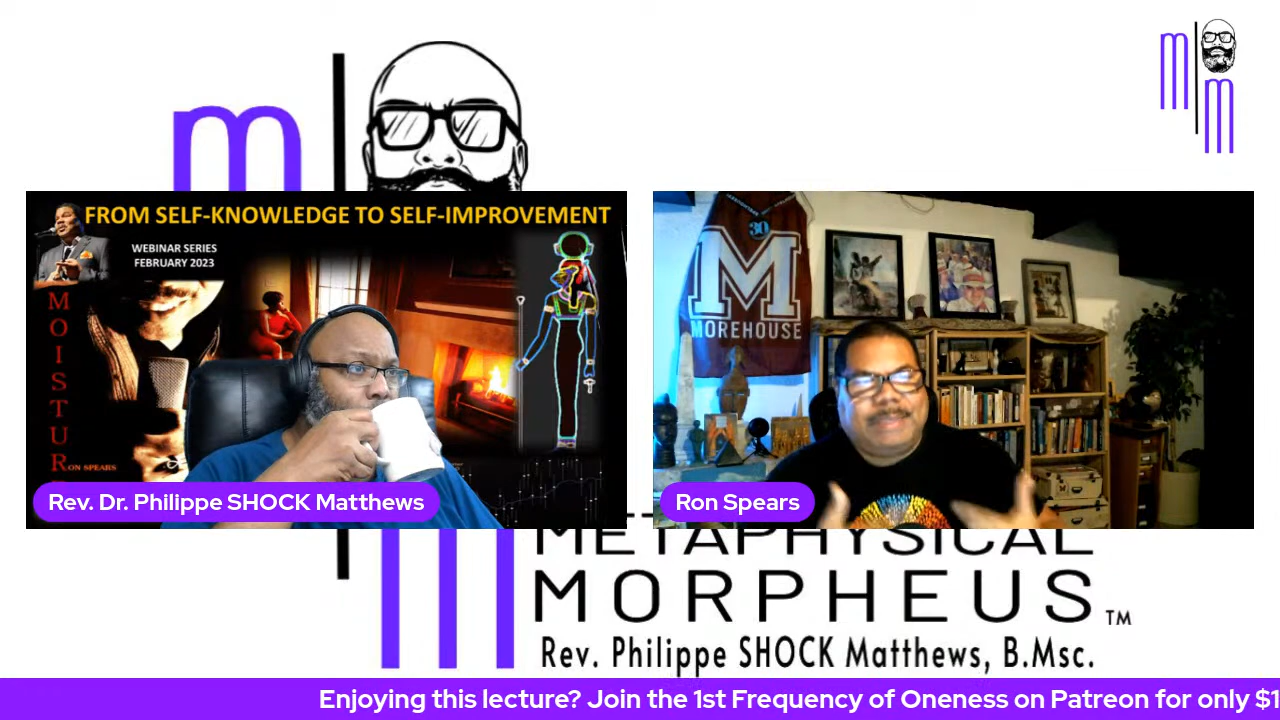 m
m
m
FROM SELF-KNOWLEDGE TO SELF-IMPROVEMENT
WEBINAR SERIES
FEBRUARY 2023
MOISTUR
RON SPEARS
Rev. Dr. Philippe SHOCK Matthews
30
M
MOREHOUSE
Ron Spears
m
METAPHYSICAL
MORPHEUS™
Rev. Philippe SHOCK Matthews, B.Msc.
Enjoying this lecture? Join the 1st Frequency of Oneness on Patreon for only $1